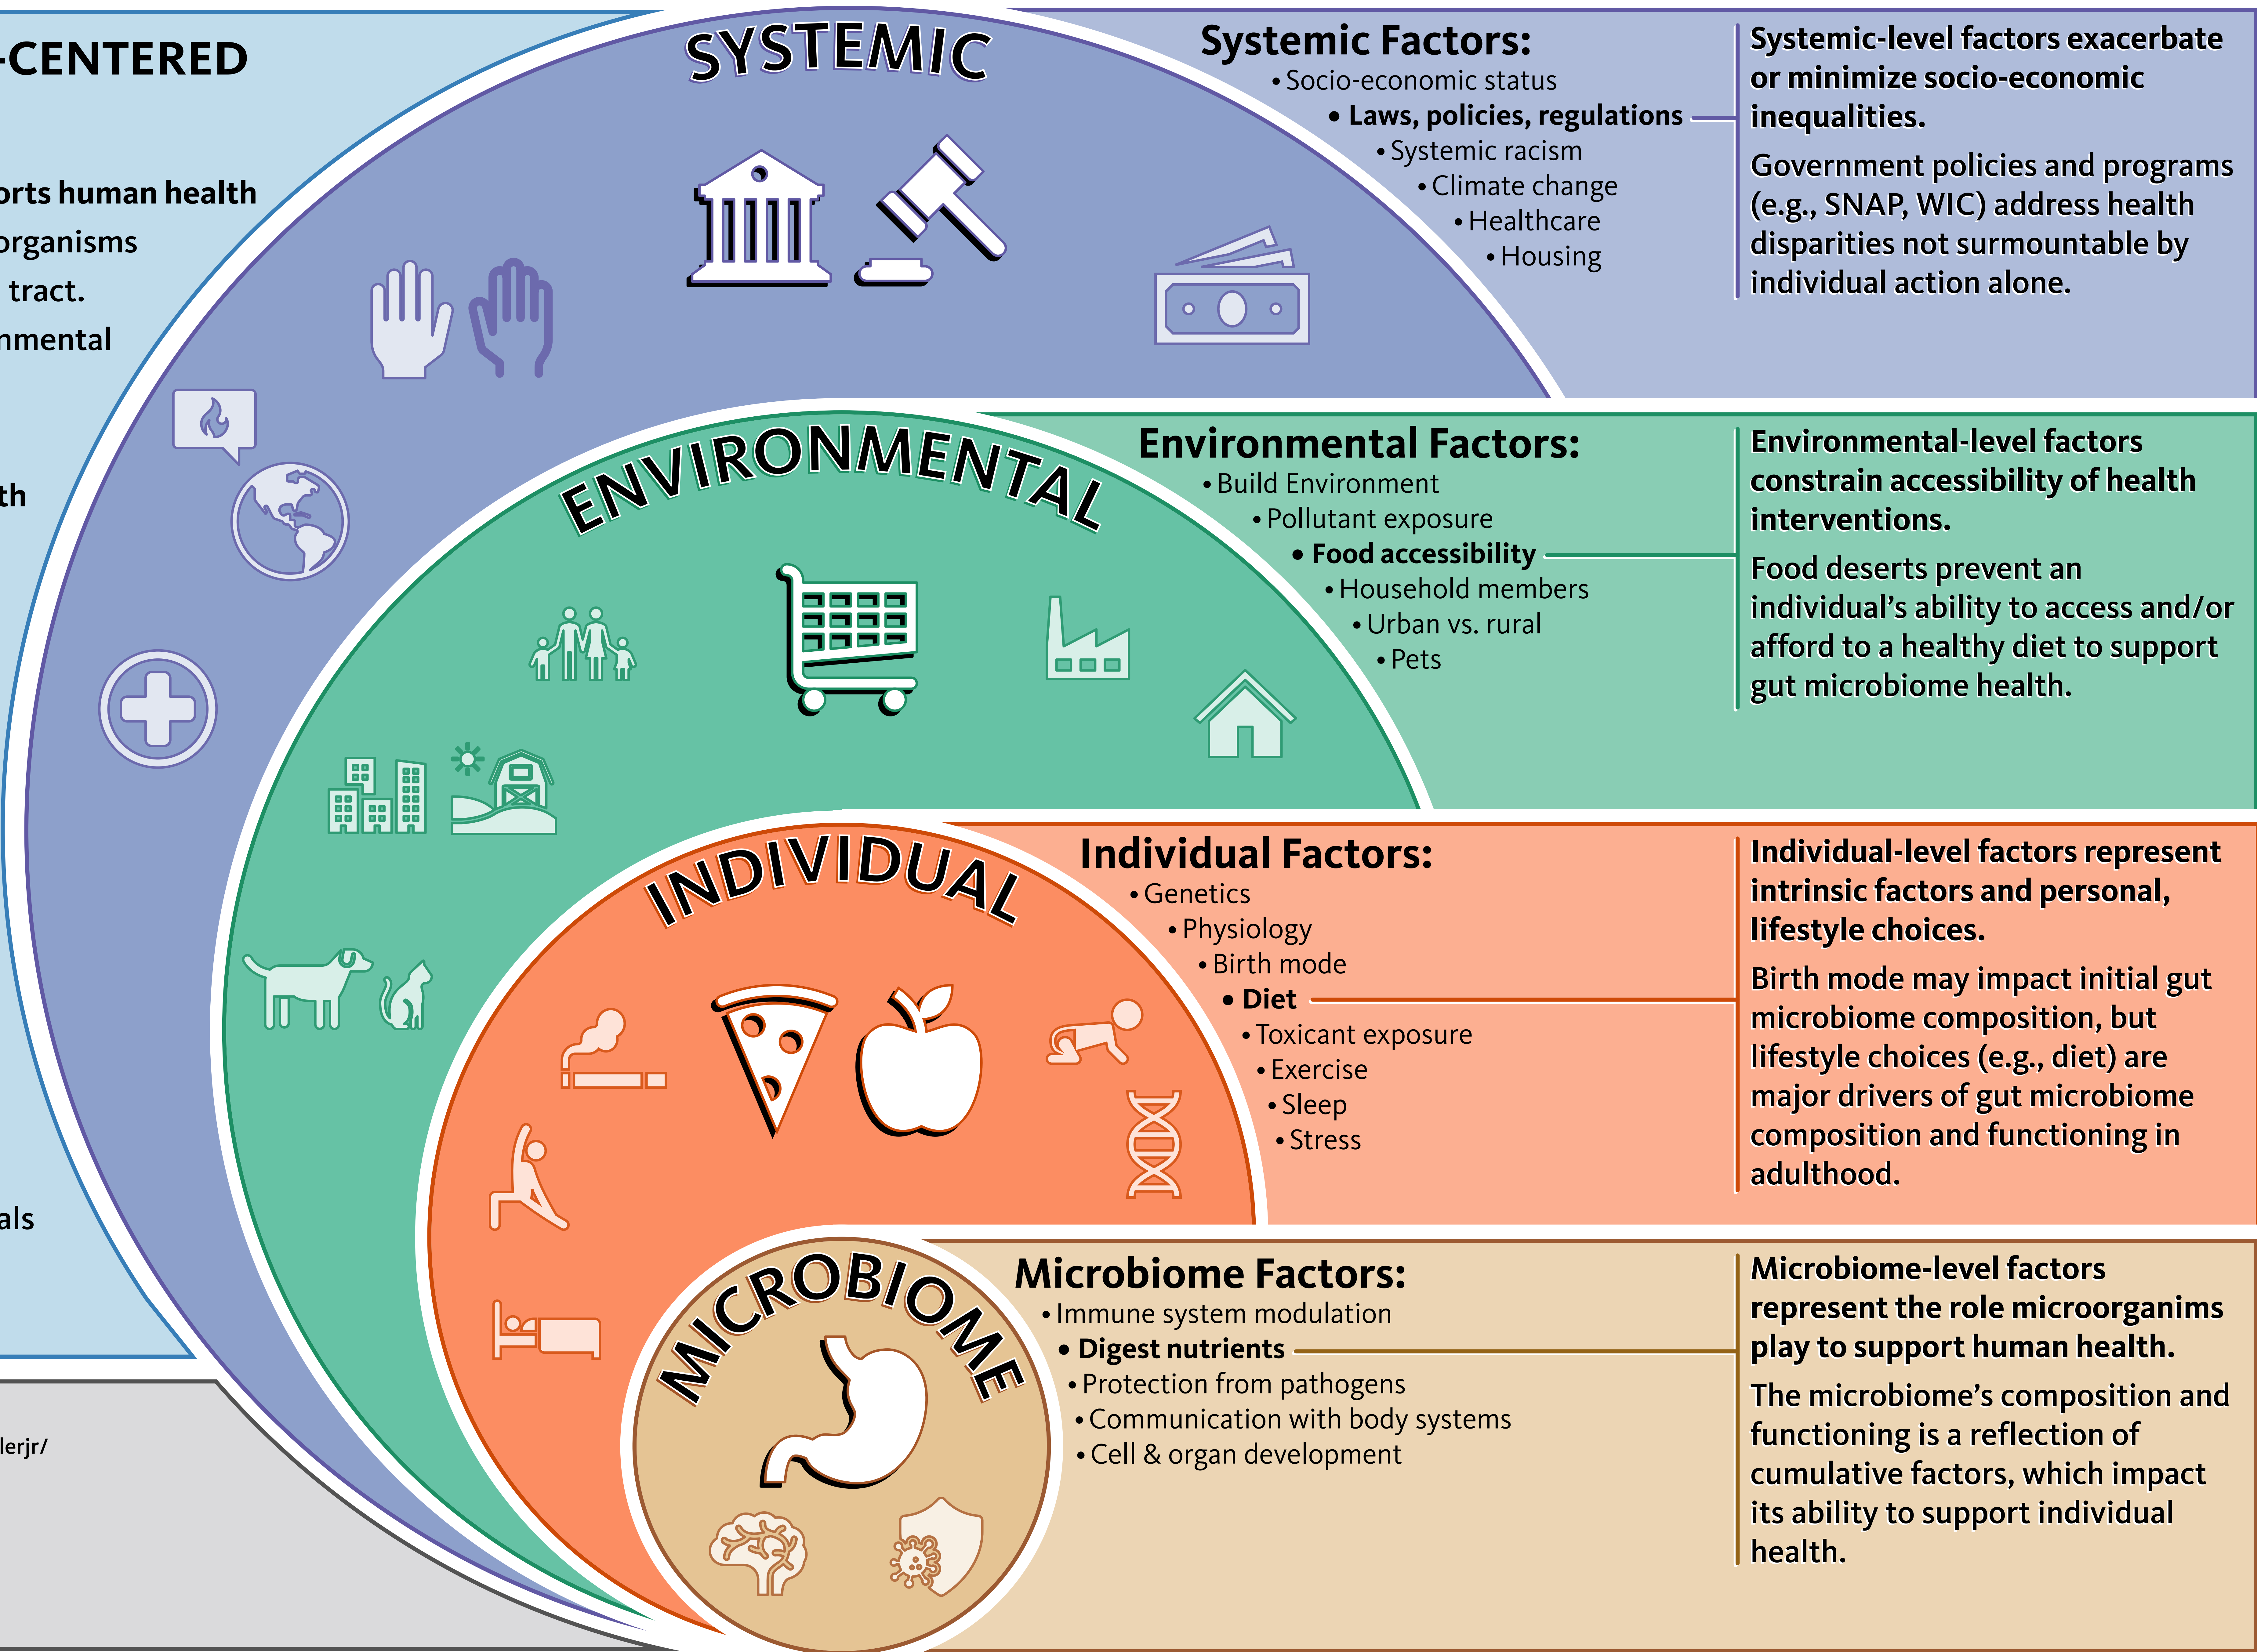 -CENTERED
orts human health
organisms
tract.
nmental
th
als
lerjr/
SYSTEMIC
Systemic Factors:
• Socio-economic status
• Laws, policies, regulations
• Systemic racism
• Climate change
• Healthcare
• Housing
Systemic-level factors exacerbate
or minimize socio-economic
inequalities.
Government policies and programs
(e.g., SNAP, WIC) address health
disparities not surmountable by
individual action alone.
ENVIRONMENTAL
Environmental Factors:
• Build Environment
• Pollutant exposure
• Food accessibility
• Household members
• Urban vs. rural
• Pets
Environmental-level factors
constrain accessibility of health
interventions.
Food deserts prevent an
individual's ability to access and/or
afford to a healthy diet to support
gut microbiome health.
INDIVIDUAL
Individual Factors:
• Genetics
• Physiology
• Birth mode
• Diet
• Toxicant exposure
• Exercise
• Sleep
• Stress
Individual-level factors represent
intrinsic factors and personal,
lifestyle choices.
Birth mode may impact initial gut
microbiome composition, but
lifestyle choices (e.g., diet) are
major drivers of gut microbiome
composition and functioning in
adulthood.
MICROBIOME
Microbiome Factors:
• Immune system modulation
• Digest nutrients
• Protection from pathogens
• Communication with body systems
• Cell & organ development
Microbiome-level factors
represent the role microorganims
play to support human health.
The microbiome's composition and
functioning is a reflection of
cumulative factors, which impact
its ability to support individual
health.